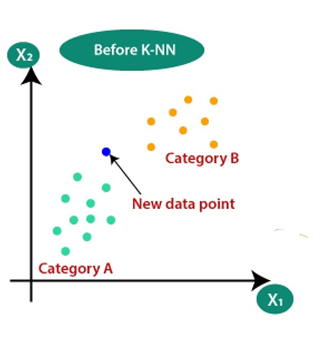 Before K-NN
X₂
Category B
New data point
Category A
X₁